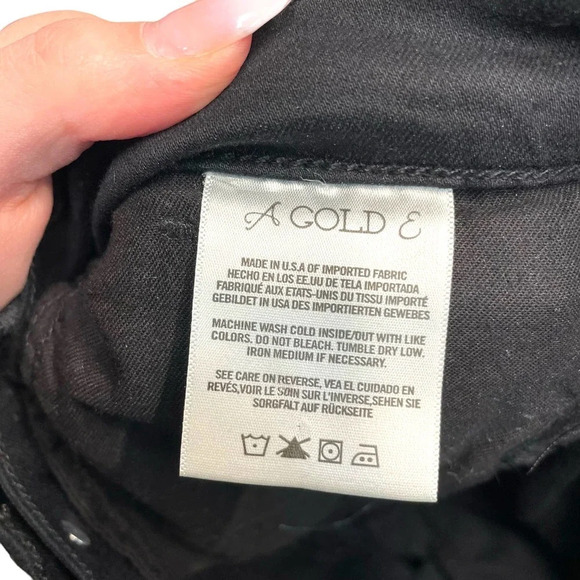 A GOLD E
MADE IN U.S.A OF IMPORTED FABRIC
HECHO EN LOS EE.UU DE TELA IMPORTADA
FABRIQUÉ AUX ETATS-UNIS DU TISSU IMPORTÉ
GEBILDET IN USA DES IMPORTIERTEN GEWEBES
MACHINE WASH COLD INSIDE/OUT WITH LIKE
COLORS. DO NOT BLEACH. TUMBLE DRY LOW.
IRON MEDIUM IF NECESSARY.
SEE CARE ON REVERSE, VEA EL CUIDADO EN
REVÉS,VOIR LE SOIN SUR L'INVERSE,SEHEN SIE
SORGFALT AUF RÜCKSEITE